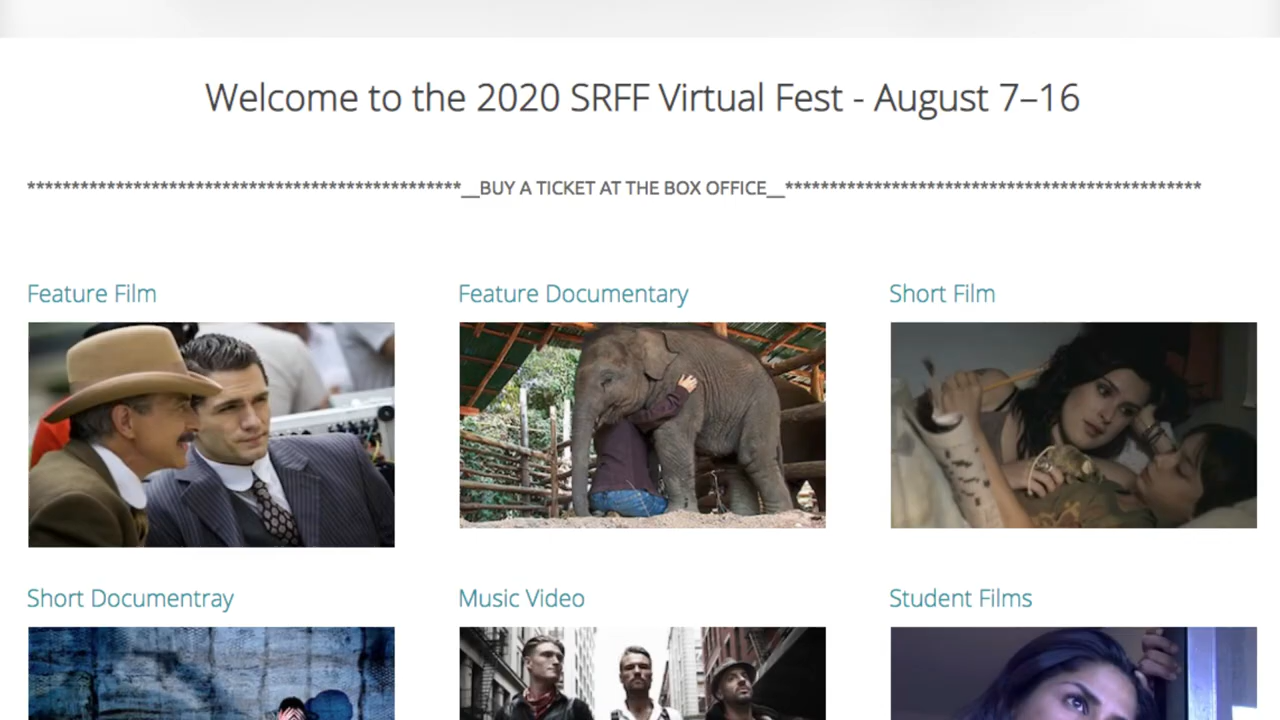 Welcome to the 2020 SRFF Virtual Fest - August 7–16
*************************************************__BUY A TICKET AT THE BOX OFFICE__***********************************************
Feature Film
Feature Documentary
Short Film
Short Documentray
Music Video
Student Films